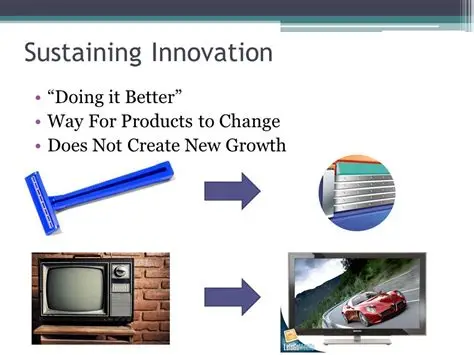 Sustaining Innovation
• “Doing it Better”
• Way For Products to Change
• Does Not Create New Growth